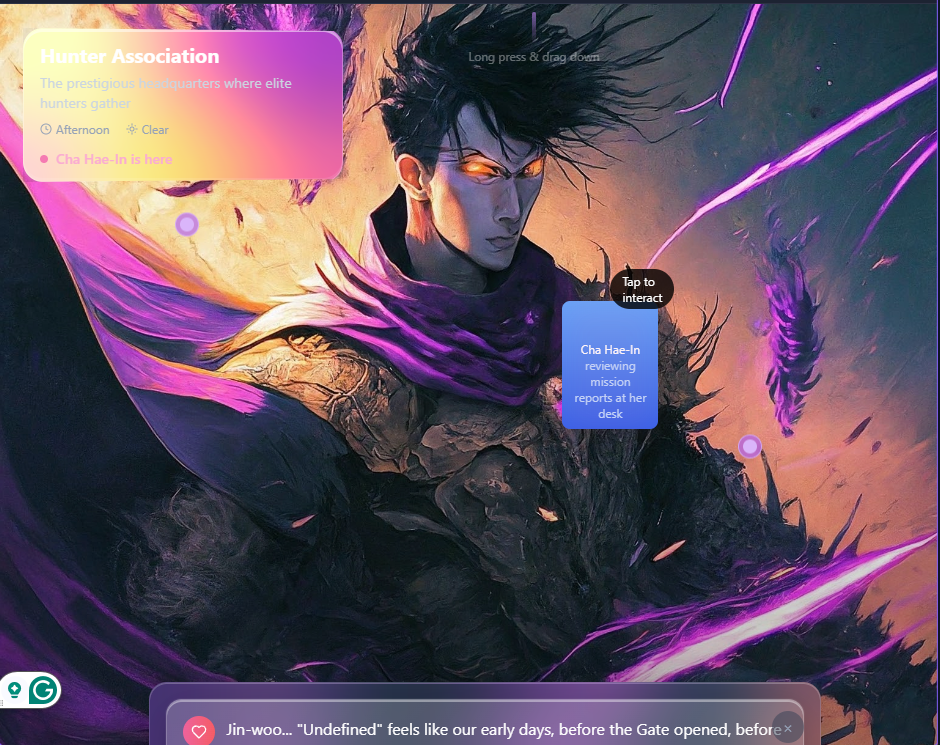 Hunter Association
The prestigious headquarters where elite
hunters gather
Afternoon Clear
Cha Hae-In is here
Long press & drag down
Tap to
interact
Cha Hae-In
reviewing
mission
reports at her
desk
Jin-woo... "Undefined" feels like our early days, before the Gate opened, before